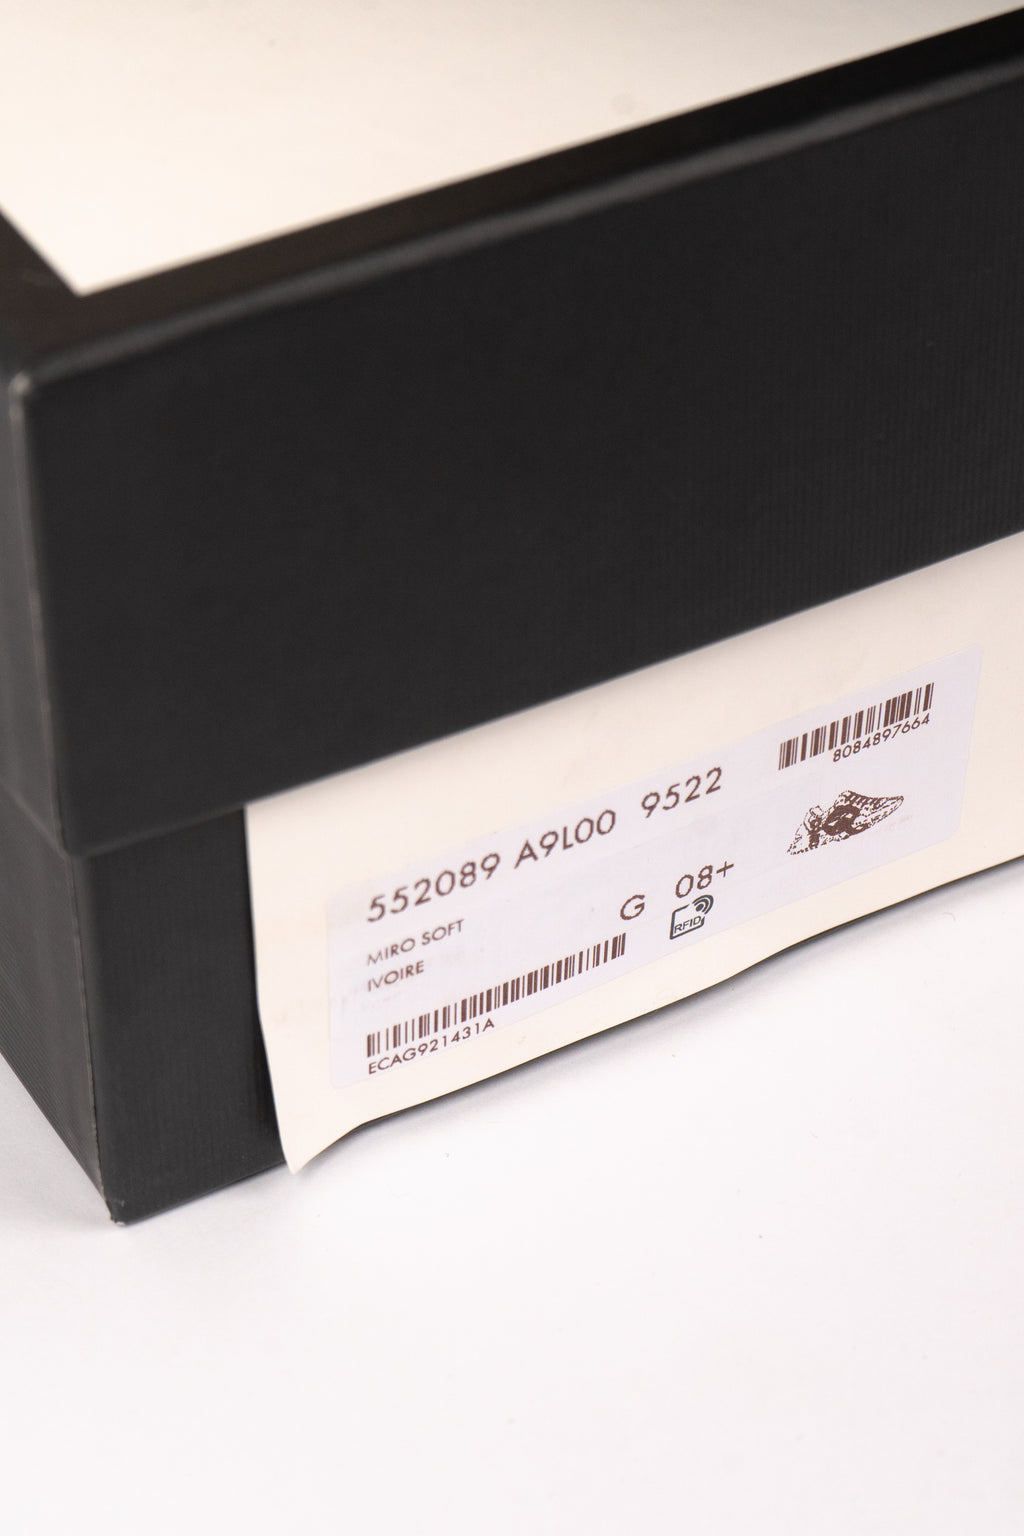 8084897664
552089 A9L00 9522
G 08+
MIRO SOFT
IVOIRE
RFID
ECAG921431A